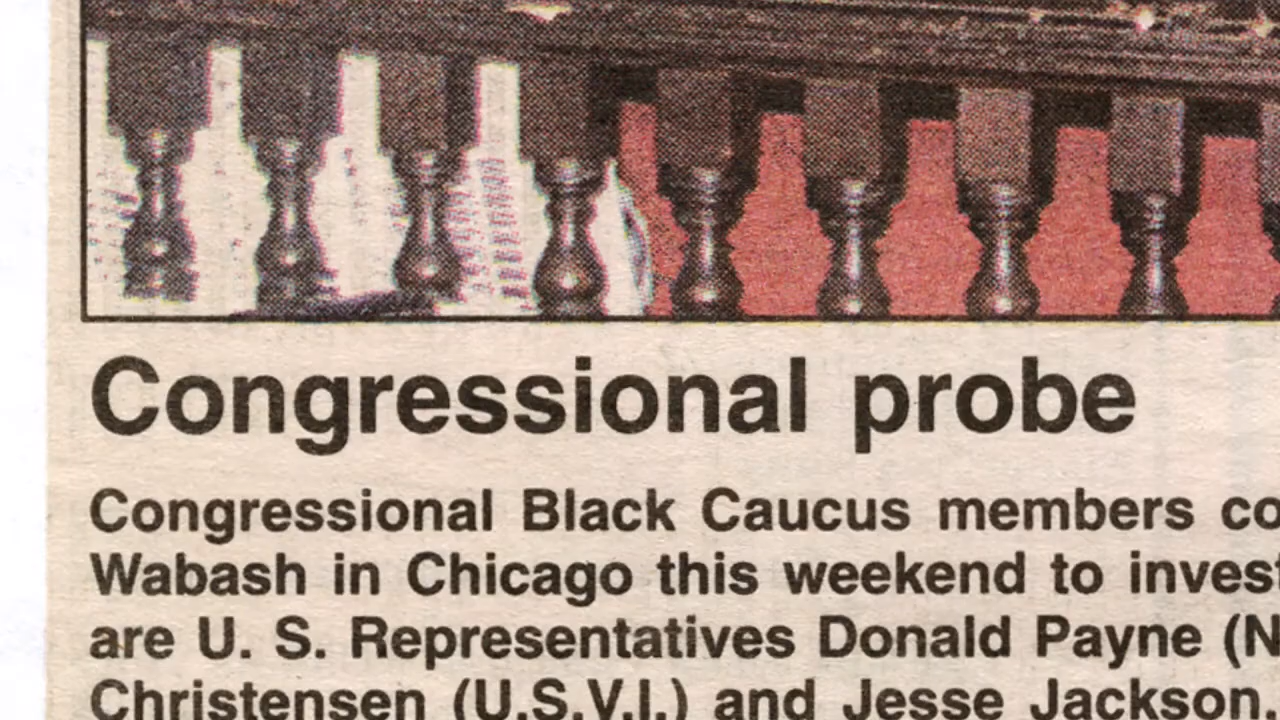 Congressional probe
Congressional Black Caucus members co
Wabash in Chicago this weekend to invest
are U. S. Representatives Donald Payne (N
Christensen (U.S.V.I.) and Jesse Jackson.